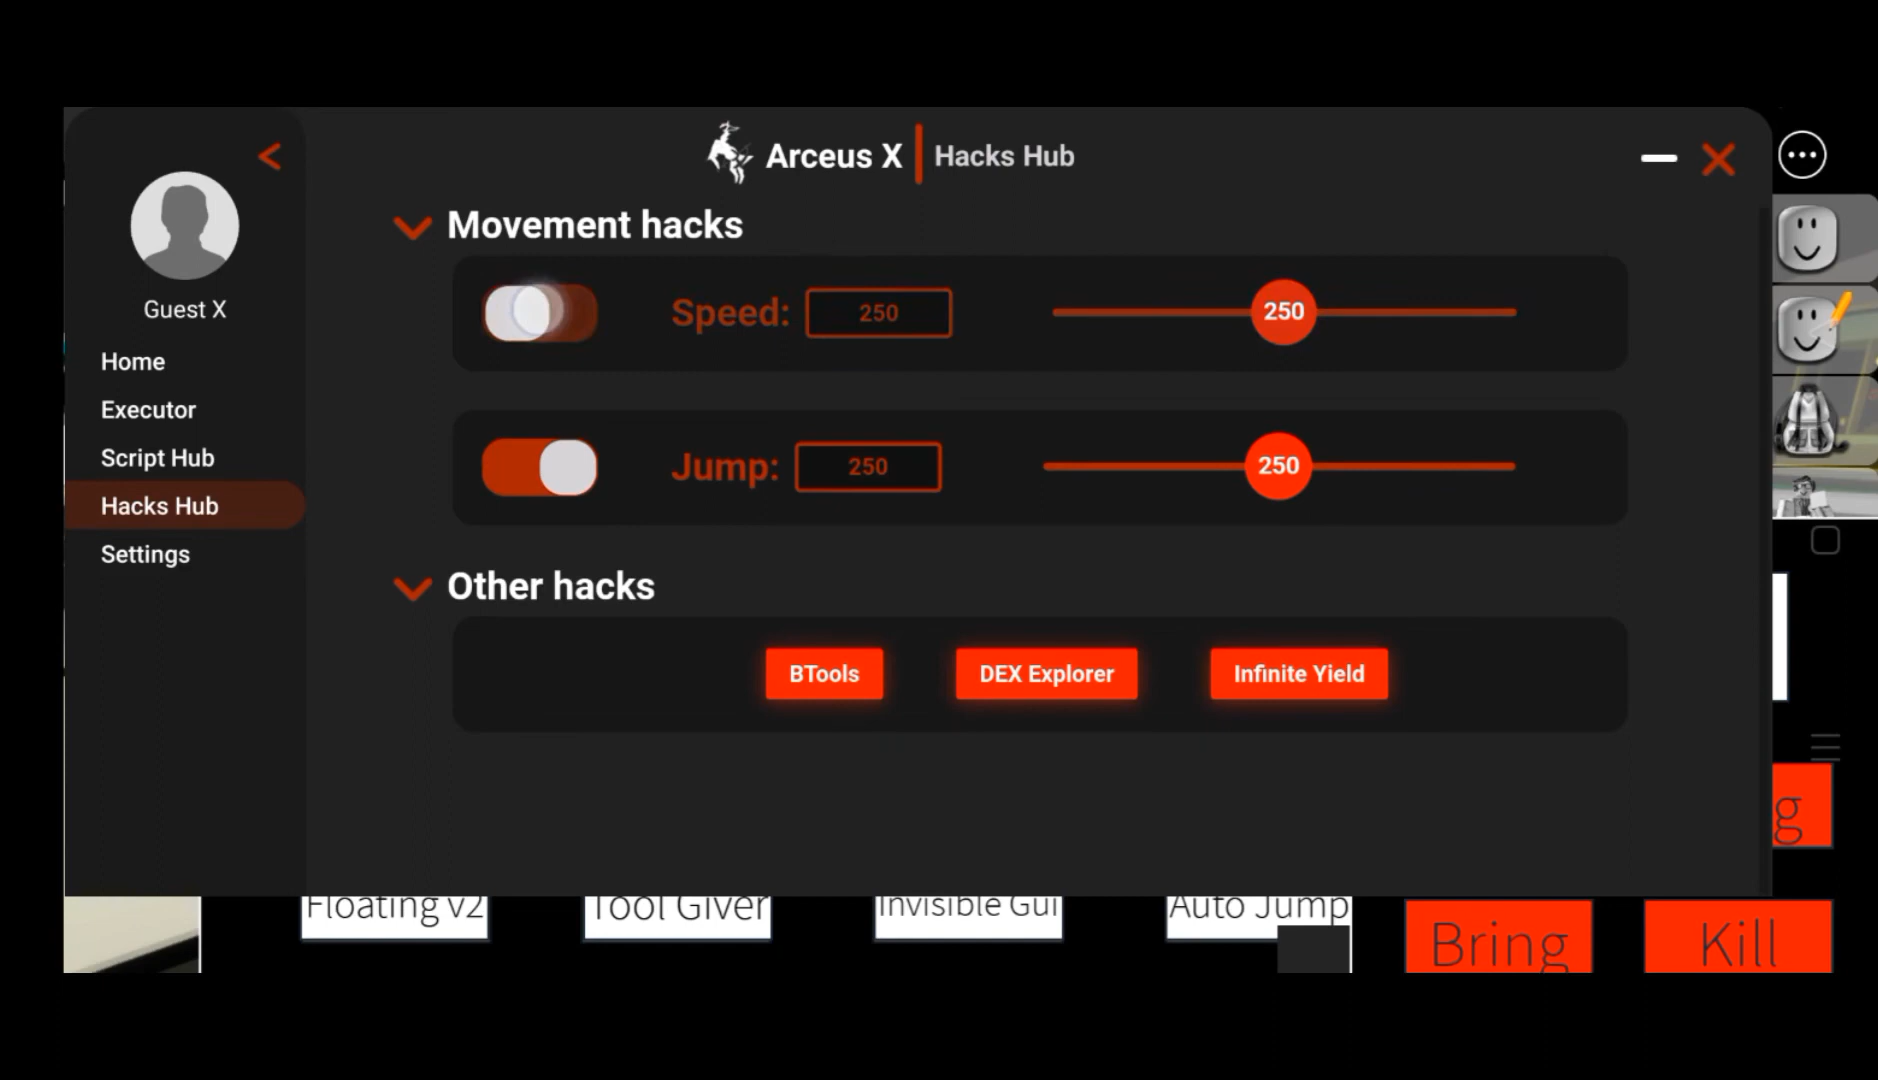 Arceus X | Hacks Hub
<
Guest X
Home
Executor
Script Hub
Hacks Hub
Settings
Movement hacks
Speed: 250 250
Jump: 250 250
Other hacks
BTools DEX Explorer Infinite Yield
g
Floating v2 Tool Giver Invisible Gui Auto Jump Bring Kill